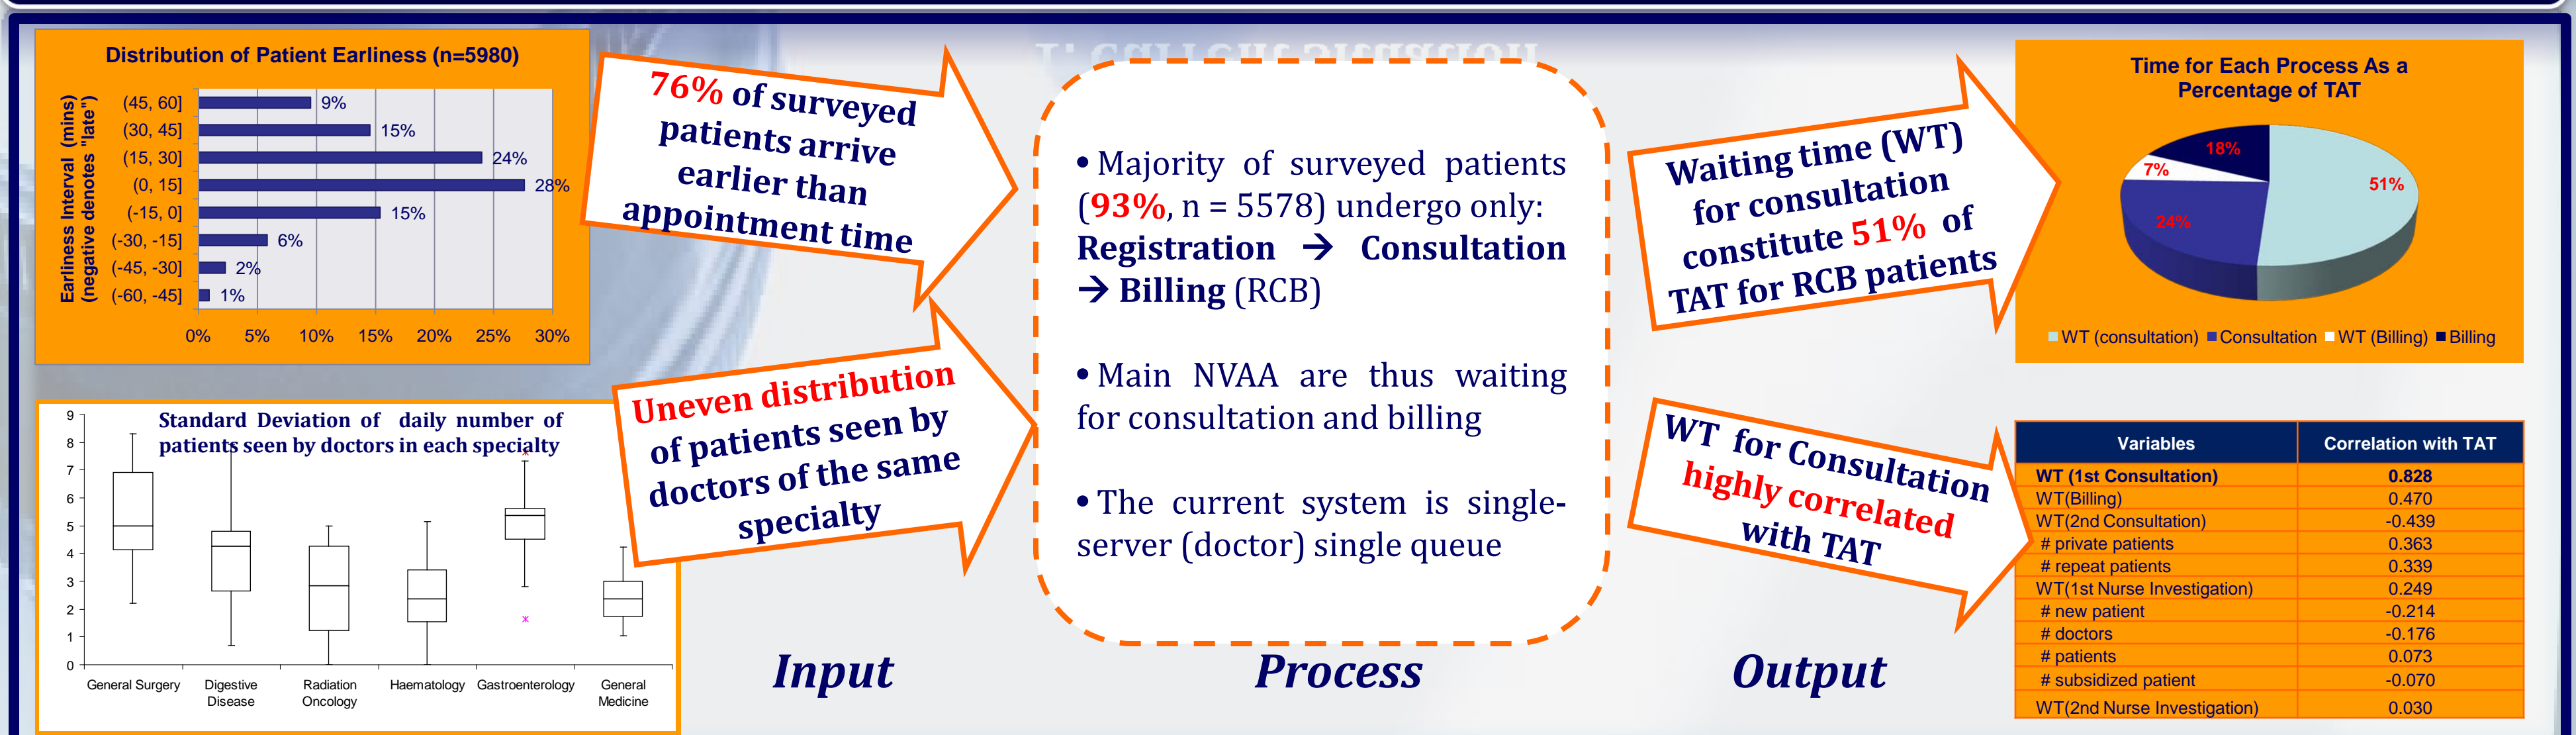 Distribution of Patient Earliness (n=5980)
Earliness Interval (mins)
(negative denotes "late")
(45, 60]
9%
(30, 45]
15%
(15, 30]
24%
(0, 15]
28%
(-15, 0]
15%
(-30, -15]
6%
(-45, -30]
2%
(-60, -45]
1%
0% 5% 10% 15% 20% 25% 30%
76% of surveyed
patients arrive
earlier than
appointment time
Standard Deviation of daily number of
patients seen by doctors in each specialty
9
8
7
6
5
4
3
2
1
0
General Surgery
Digestive
Disease
Radiation
Oncology
Haematology
Gastroenterology
General
Medicine
Uneven distribution
of patients seen by
doctors of the same
specialty
Input
• Majority of surveyed patients
(93%, n = 5578) undergo only:
Registration → Consultation
→ Billing (RCB)
• Main NVAA are thus waiting
for consultation and billing
• The current system is single-
server (doctor) single queue
Process
Waiting time (WT)
for consultation
constitute 51% of
TAT for RCB patients
WT for Consultation
highly correlated
with TAT
Output
Time for Each Process As a
Percentage of TAT
18%
7%
51%
24%
WT (consultation) Consultation WT (Billing) Billing
Variables Correlation with TAT
WT (1st Consultation) 0.828
WT(Billing) 0.470
WT(2nd Consultation) -0.439
# private patients 0.363
# repeat patients 0.339
WT(1st Nurse Investigation) 0.249
# new patient -0.214
# doctors -0.176
# patients 0.073
# subsidized patient -0.070
WT(2nd Nurse Investigation) 0.030